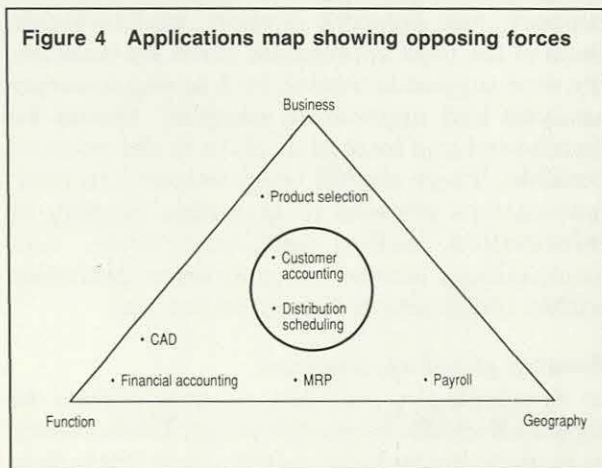 Figure 4 Applications map showing opposing forces
Business
• Product selection
• Customer
accounting
• Distribution
scheduling
• CAD
• Financial accounting
• MRP
• Payroll
Function
Geography